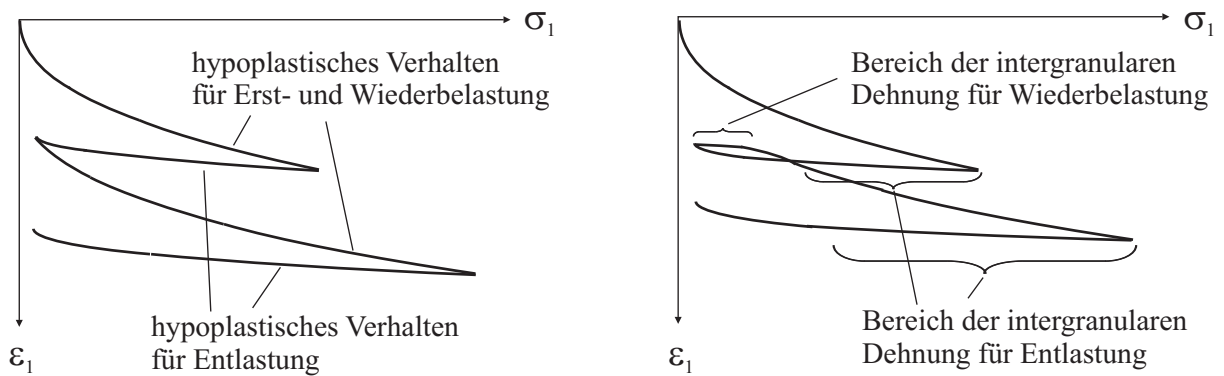 σ₁
hypoplastisches Verhalten
für Erst- und Wiederbelastung
hypoplastisches Verhalten
für Entlastung
ε₁
σ₁
Bereich der intergranularen
Dehnung für Wiederbelastung
Bereich der intergranularen
Dehnung für Entlastung
ε₁